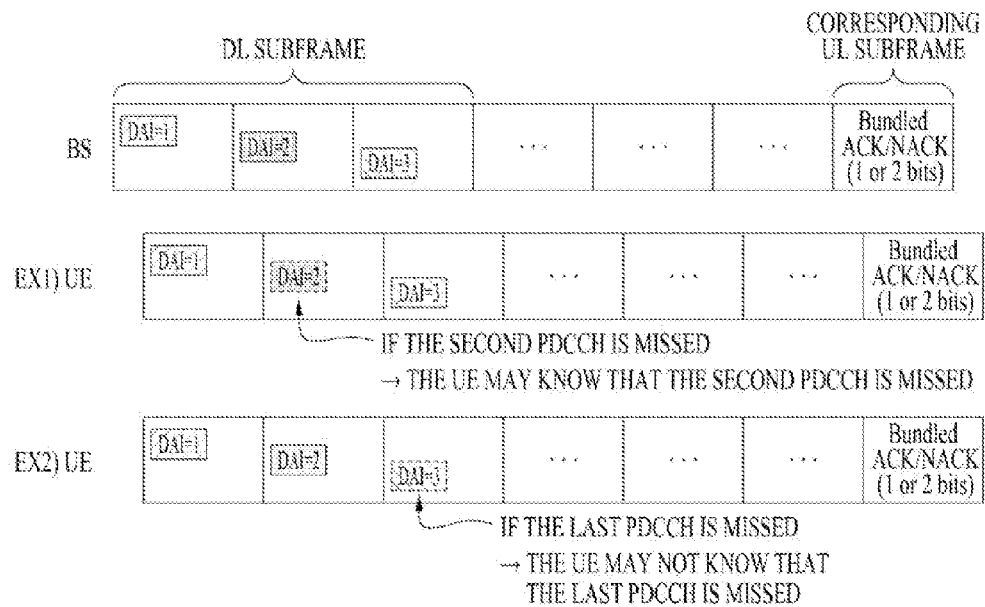 DL SUBFRAME
CORRESPONDING
UL SUBFRAME
BS
DAI=1
DAI=2
DAI=3
...
...
...
Bundled
ACK/NACK
(1 or 2 bits)
EX1) UE
DAI=1
DAI=2
DAI=3
...
...
...
Bundled
ACK/NACK
(1 or 2 bits)
IF THE SECOND PDCCH IS MISSED
→ THE UE MAY KNOW THAT THE SECOND PDCCH IS MISSED
EX2) UE
DAI=1
DAI=2
DAI=3
...
...
...
Bundled
ACK/NACK
(1 or 2 bits)
IF THE LAST PDCCH IS MISSED
→ THE UE MAY NOT KNOW THAT
THE LAST PDCCH IS MISSED